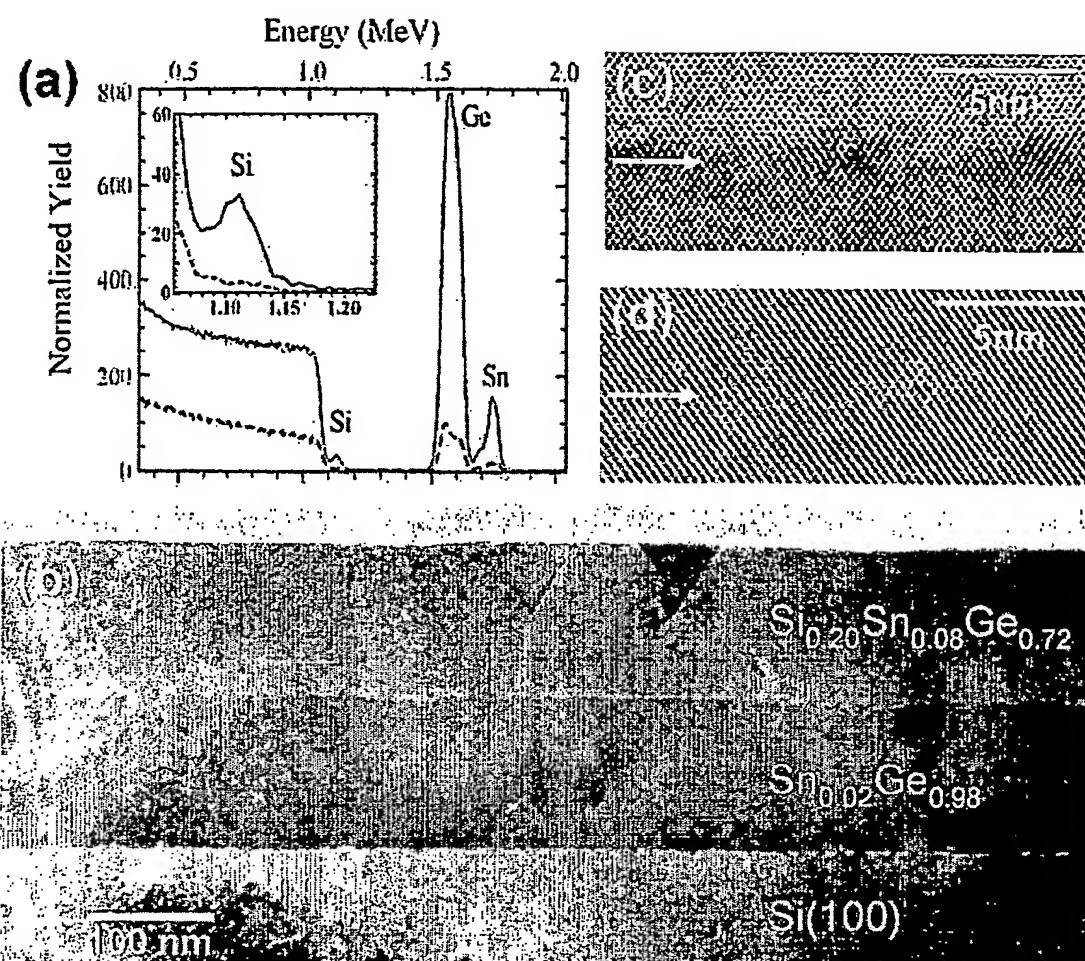 Energy (MeV)
(a)
0.5 1.0 1.5 2.0
800
600
400
200
0
Normalized Yield
60
40
20
0
Si
1.10 1.15 1.20
Si
Ge
Sn
(c)
5nm
(d)
5nm
(b)
Si0.20Sn0.08Ge0.72
Sn0.02Ge0.98
Si(100)
100 nm